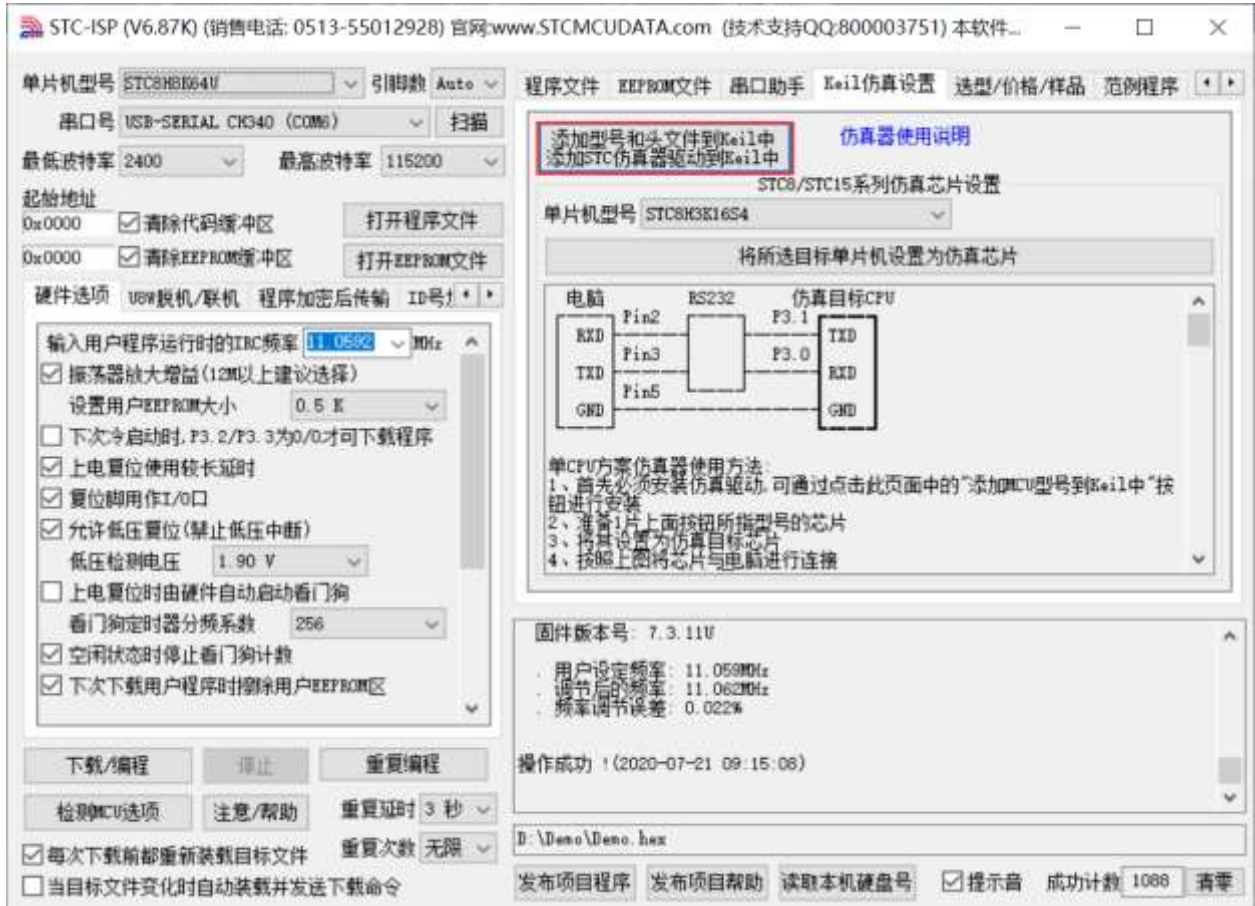 STC-ISP (V6.87K) (销售电话: 0513-55012928) 官网:www.STCMCUDATA.com (技术支持QQ:800003751) 本软件...
单片机型号 STC8H8K64U 引脚数 Auto
串口号 USB-SERIAL CH340 (COM6) 扫描
最低波特率 2400 最高波特率 115200
起始地址
0x0000 清除代码缓冲区 打开程序文件
0x0000 清除EEPROM缓冲区 打开EEPROM文件
硬件选项 U8W脱机/联机 程序加密后传输 ID号
输入用户程序运行时的IRC频率 11.0592 MHz
振荡器放大增益(12M以上建议选择)
设置用户EEPROM大小 0.5 K
下次冷启动时,P3.2/P3.3为0/0才可下载程序
上电复位使用较长延时
复位脚用作I/O口
允许低压复位(禁止低压中断)
低压检测电压 1.90 V
上电复位时由硬件自动启动看门狗
看门狗定时器分频系数 256
空闲状态时停止看门狗计数
下次下载用户程序时擦除用户EEPROM区
下载/编程 停止 重复编程
检测MCU选项 注意/帮助 重复延时 3 秒
每次下载前都重新装载目标文件 重复次数 无限
当目标文件变化时自动装载并发送下载命令
程序文件 EEPROM文件 串口助手 Keil仿真设置 选型/价格/样品 范例程序
添加型号和头文件到Keil中
添加STC仿真器驱动到Keil中
仿真器使用说明
STC8/STC15系列仿真芯片设置
单片机型号 STC8H3K16S4
将所选目标单片机设置为仿真芯片
电脑 RS232 仿真目标CPU
RXD Pin2 P3.1 TXD
TXD Pin3 P3.0 RXD
GND Pin5 GND
单CPU方案仿真器使用方法:
1、首先必须安装仿真驱动,可通过点击此页面中的"添加MCU型号到Keil中"按
钮进行安装
2、准备1片上面按钮所指型号的芯片
3、将其设置为仿真目标芯片
4、按照上图将芯片与电脑进行连接
固件版本号: 7.3.11U
. 用户设定频率: 11.059MHz
. 调节后的频率: 11.062MHz
. 频率调节误差: 0.022%
操作成功 !(2020-07-21 09:15:08)
D:\Demo\Demo.hex
发布项目程序 发布项目帮助 读取本机硬盘号 提示音 成功计数 1088 清零